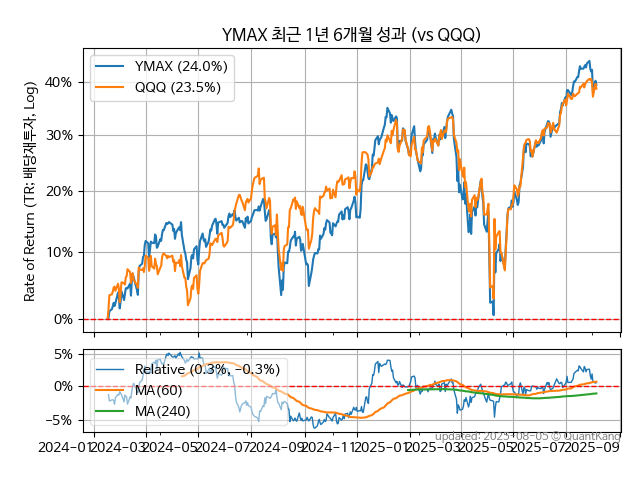 YMAX 최근 1년 6개월 성과 (vs QQQ)
YMAX (24.0%)
QQQ (23.5%)
Rate of Return (TR: 배당재투자, Log)
40%
30%
20%
10%
0%
5%
0%
−5%
Relative (0.3%, −0.3%)
MA(60)
MA(240)
updated: 2025-08-05 © QuantKang
2024-01 2024-03 2024-05 2024-07 2024-09 2024-11 2025-01 2025-03 2025-05 2025-07 2025-09